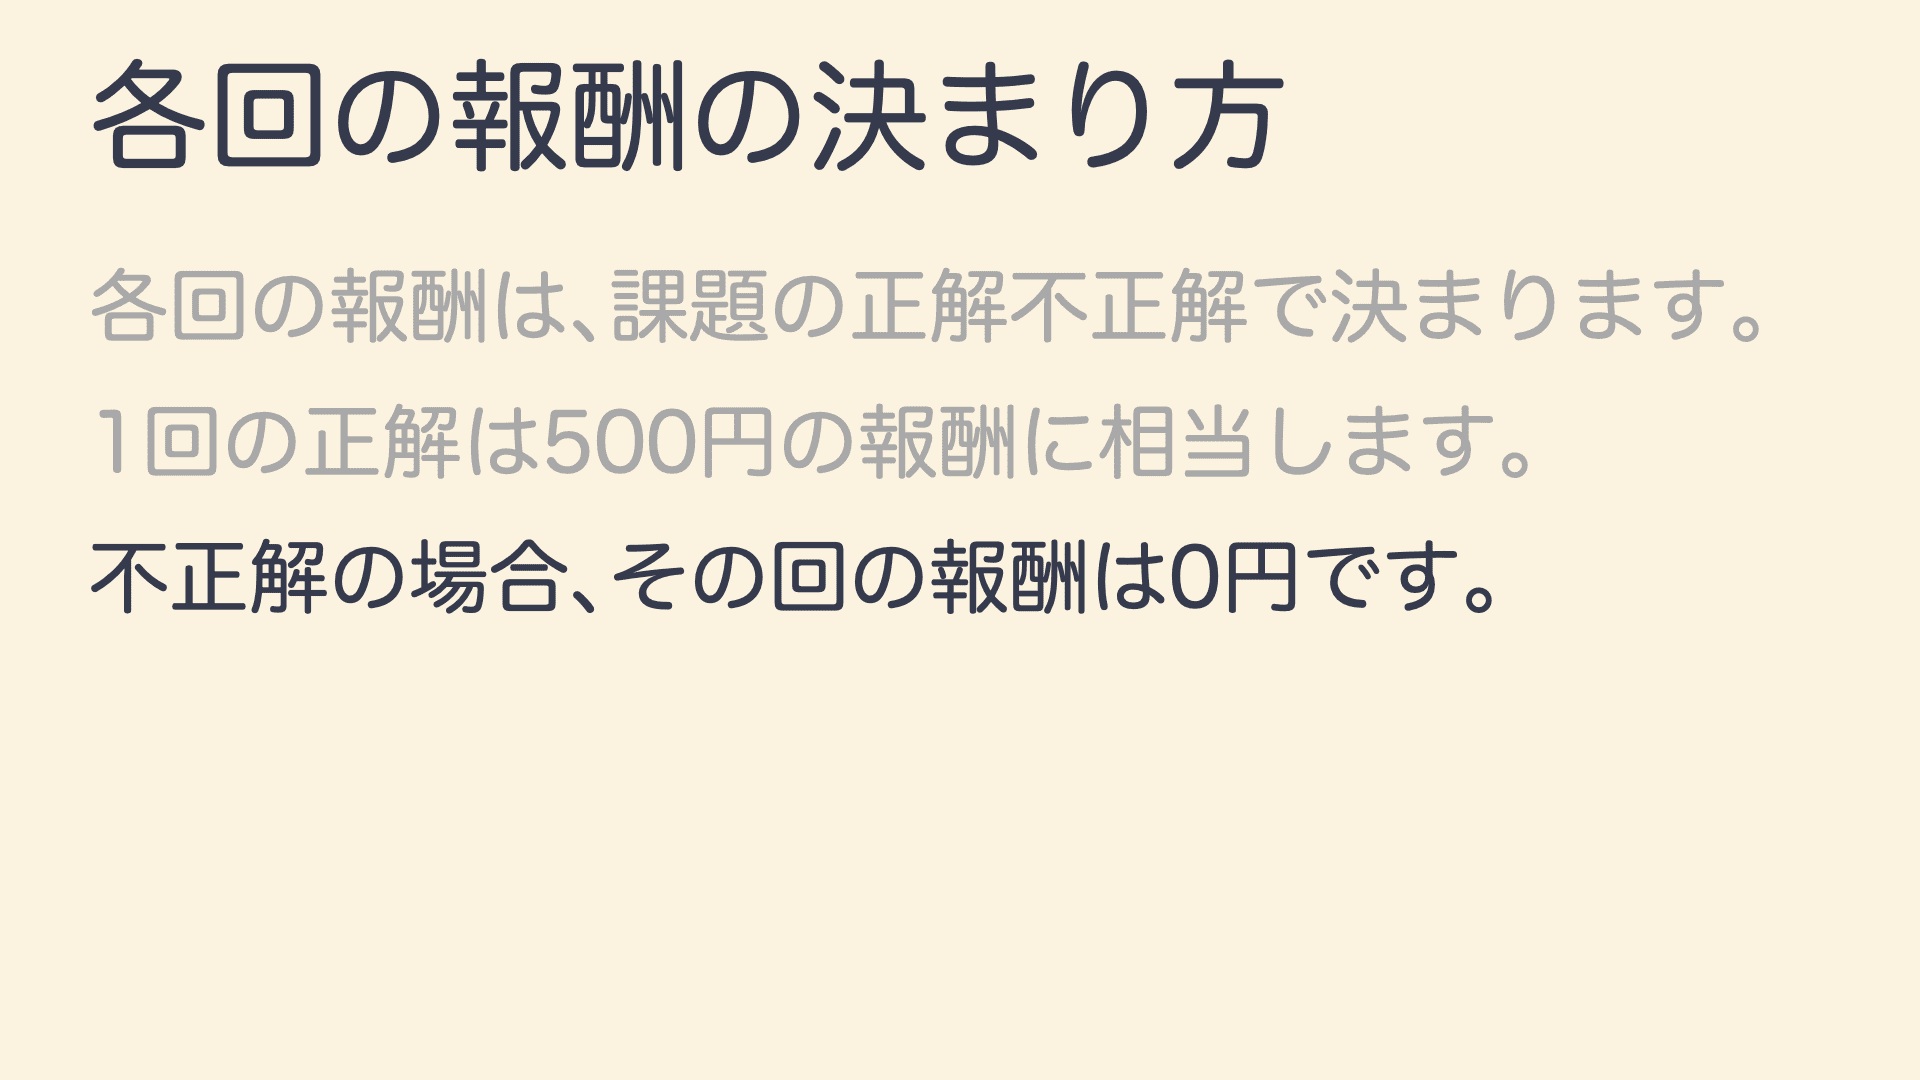 各回の報酬の決まり方
各回の報酬は、課題の正解不正解で決まります。
1回の正解は500円の報酬に相当します。
不正解の場合、その回の報酬は0円です。